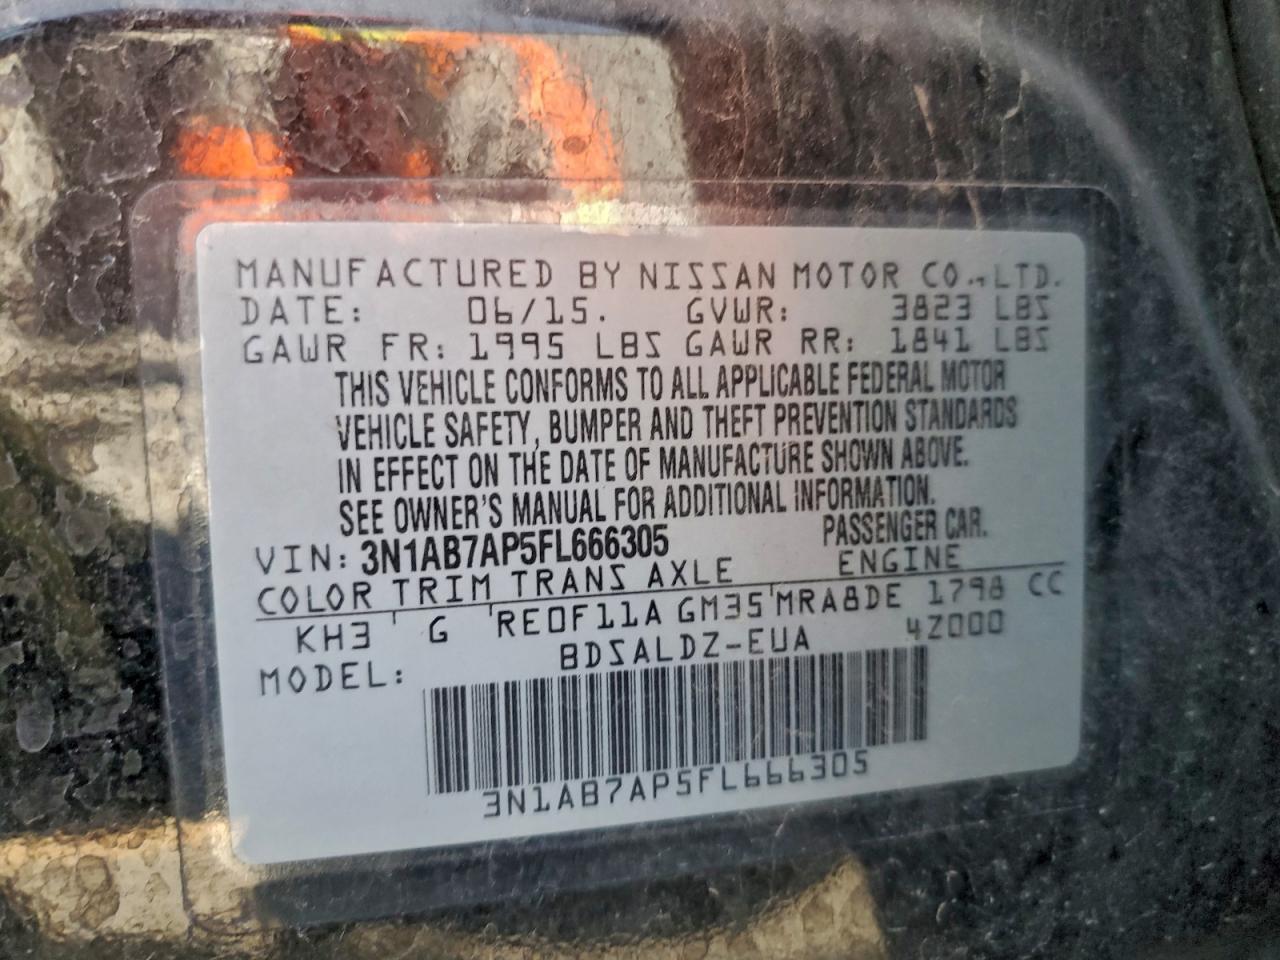 MANUFACTURED BY NISSAN MOTOR CO., LTD.
DATE: 06/15. GVWR: 3823 LBS
GAWR FR: 1995 LBS GAWR RR: 1841 LBS
THIS VEHICLE CONFORMS TO ALL APPLICABLE FEDERAL MOTOR
VEHICLE SAFETY, BUMPER AND THEFT PREVENTION STANDARDS
IN EFFECT ON THE DATE OF MANUFACTURE SHOWN ABOVE.
SEE OWNER'S MANUAL FOR ADDITIONAL INFORMATION.
VIN: 3N1AB7AP5FL666305 PASSENGER CAR.
COLOR TRIM TRANS AXLE ENGINE
KH3 G RE0F11A GM35 MRA8DE 1798 CC
MODEL: BDSALDZ-EUA 4Z000
3N1AB7AP5FL666305